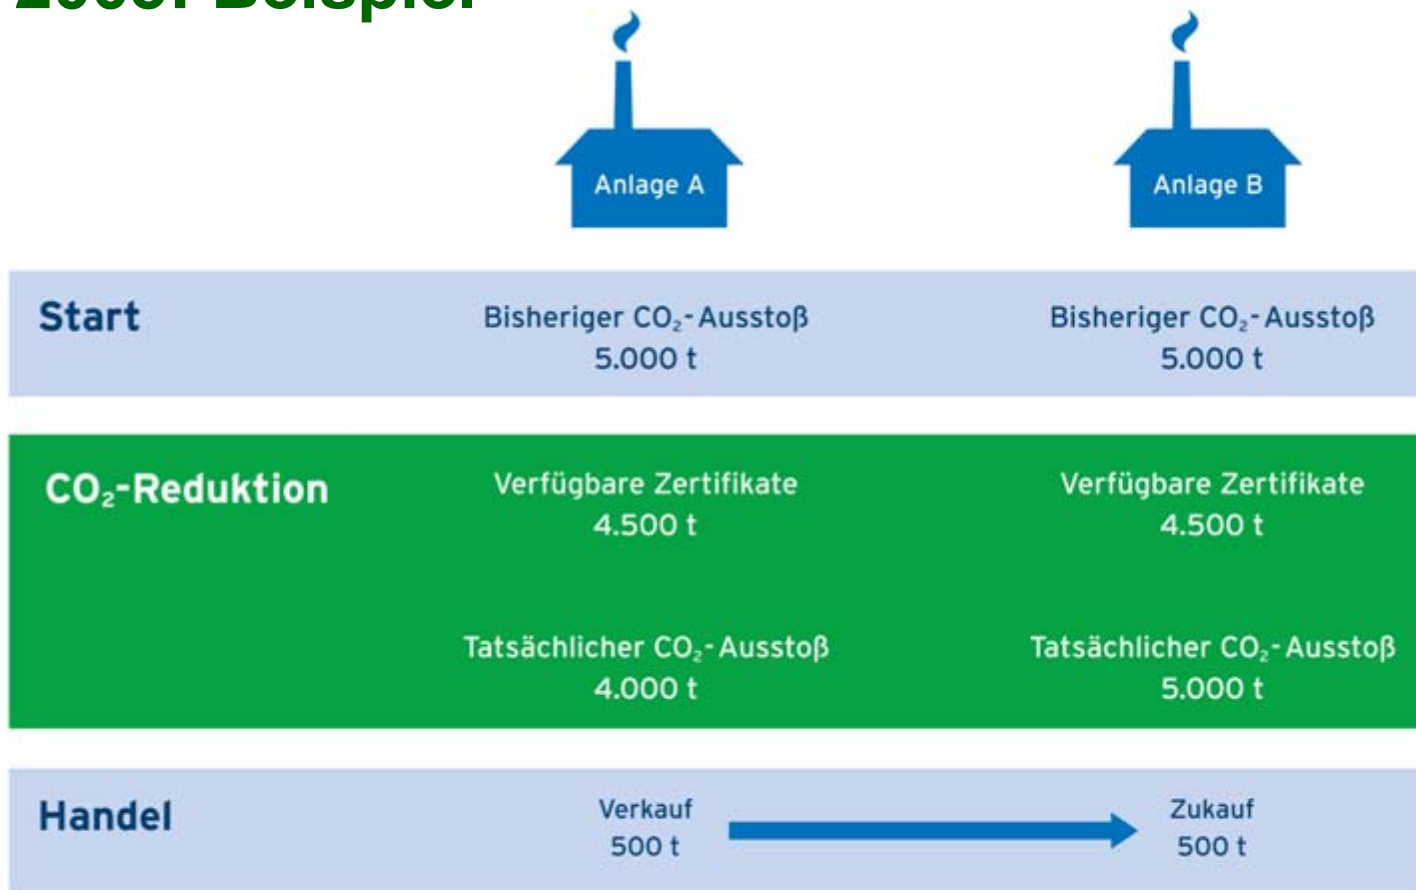 2005: Beispiel
Anlage A
Anlage B
Start
Bisheriger CO₂-Ausstoß
5.000 t
Bisheriger CO₂-Ausstoß
5.000 t
CO₂-Reduktion
Verfügbare Zertifikate
4.500 t
Verfügbare Zertifikate
4.500 t
Tatsächlicher CO₂-Ausstoß
4.000 t
Tatsächlicher CO₂-Ausstoß
5.000 t
Handel
Verkauf
500 t
Zukauf
500 t